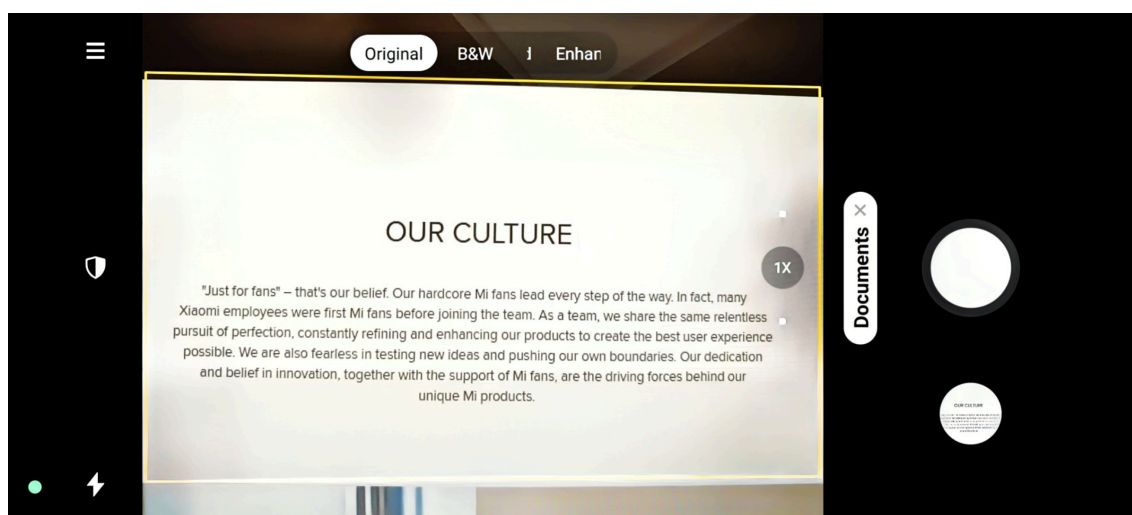 Original B&W Enhan
OUR CULTURE
"Just for fans" – that's our belief. Our hardcore Mi fans lead every step of the way. In fact, many
Xiaomi employees were first Mi fans before joining the team. As a team, we share the same relentless
pursuit of perfection, constantly refining and enhancing our products to create the best user experience
possible. We are also fearless in testing new ideas and pushing our own boundaries. Our dedication
and belief in innovation, together with the support of Mi fans, are the driving forces behind our
unique Mi products.
1X
Documents
OUR CULTURE